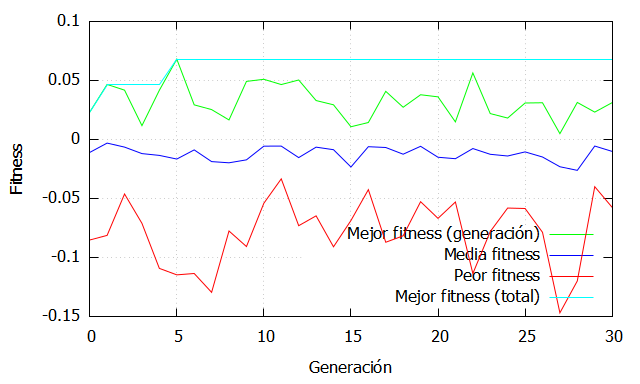 0.1
0.05
0
-0.05
-0.1
-0.15
Fitness
Mejor fitness (generación)
Media fitness
Peor fitness
Mejor fitness (total)
0 5 10 15 20 25 30
Generación